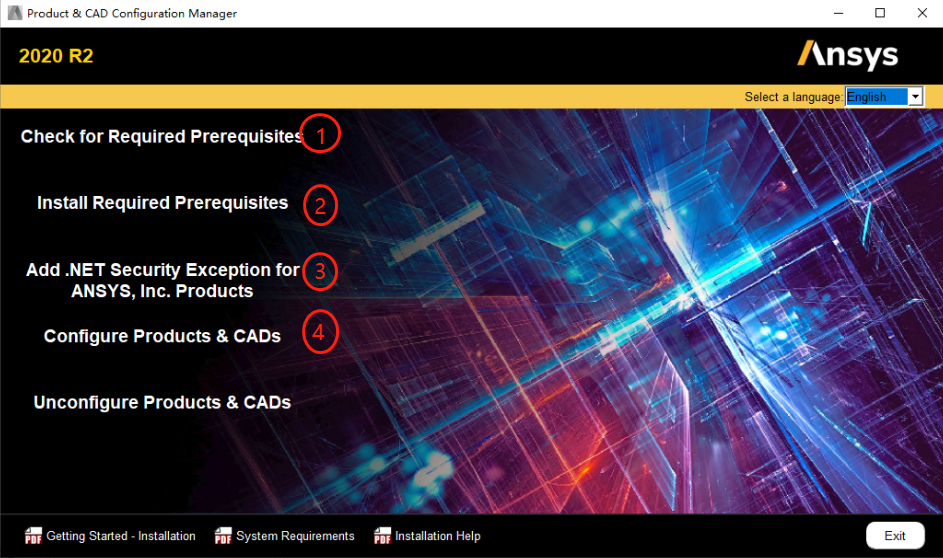 Product & CAD Configuration Manager
2020 R2
Ansys
Select a language: English
Check for Required Prerequisites 1
Install Required Prerequisites 2
Add .NET Security Exception for 3
ANSYS, Inc. Products
Configure Products & CADs 4
Unconfigure Products & CADs
PDF Getting Started - Installation PDF System Requirements PDF Installation Help Exit